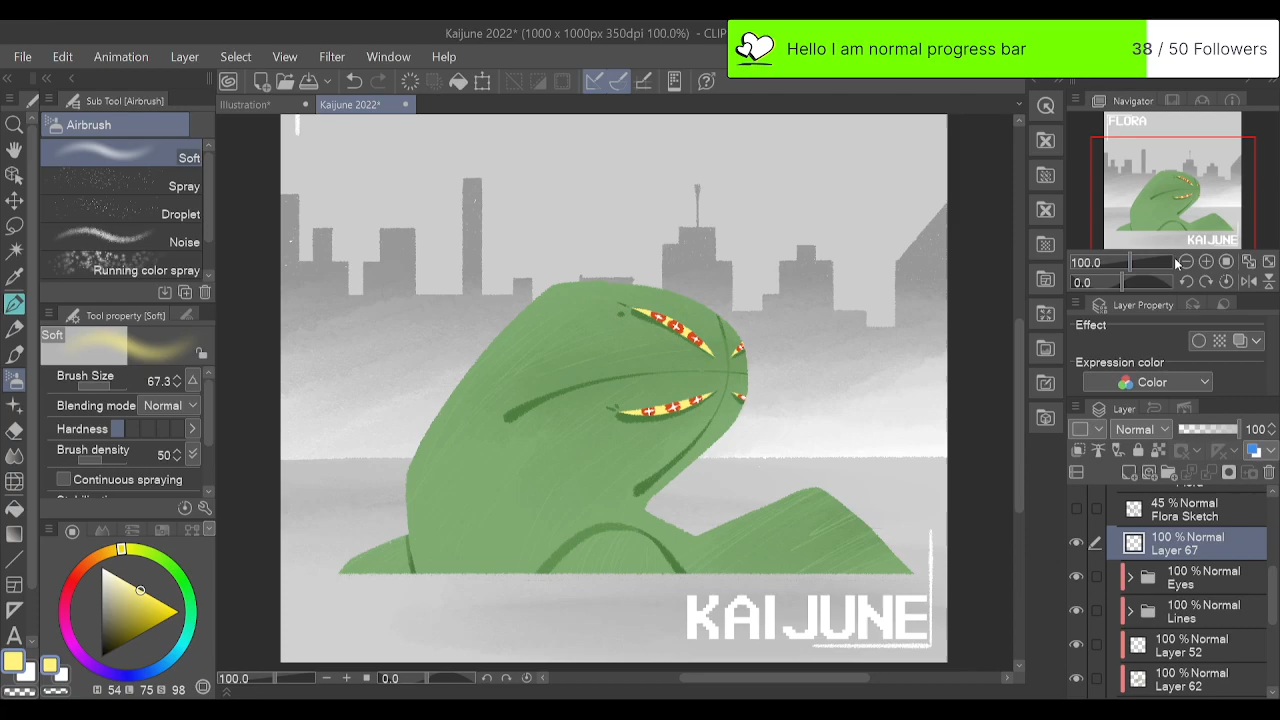 Kaijune 2022* (1000 x 1000px 350dpi 100.0%) - CLIP
Hello I am normal progress bar
38 / 50 Followers
File Edit Animation Layer Select View Filter Window Help
Sub Tool [Airbrush]
Illustration*
Kaijune 2022*
Navigator
Airbrush
Soft
Spray
Droplet
Noise
Running color spray
FLORA
KAIJUNE
100.0
0.0
Tool property [Soft]
Soft
Layer Property
Effect
Expression color
Color
Brush Size 67.3
Blending mode Normal
Hardness
Brush density 50
Continuous spraying
Layer
Normal 100
45 % Normal
Flora Sketch
100 % Normal
Layer 67
100 % Normal
Eyes
100 % Normal
Lines
100 % Normal
Layer 52
100 % Normal
Layer 62
KAIJUNE
A
H 54 L 75 S 98
100.0
0.0